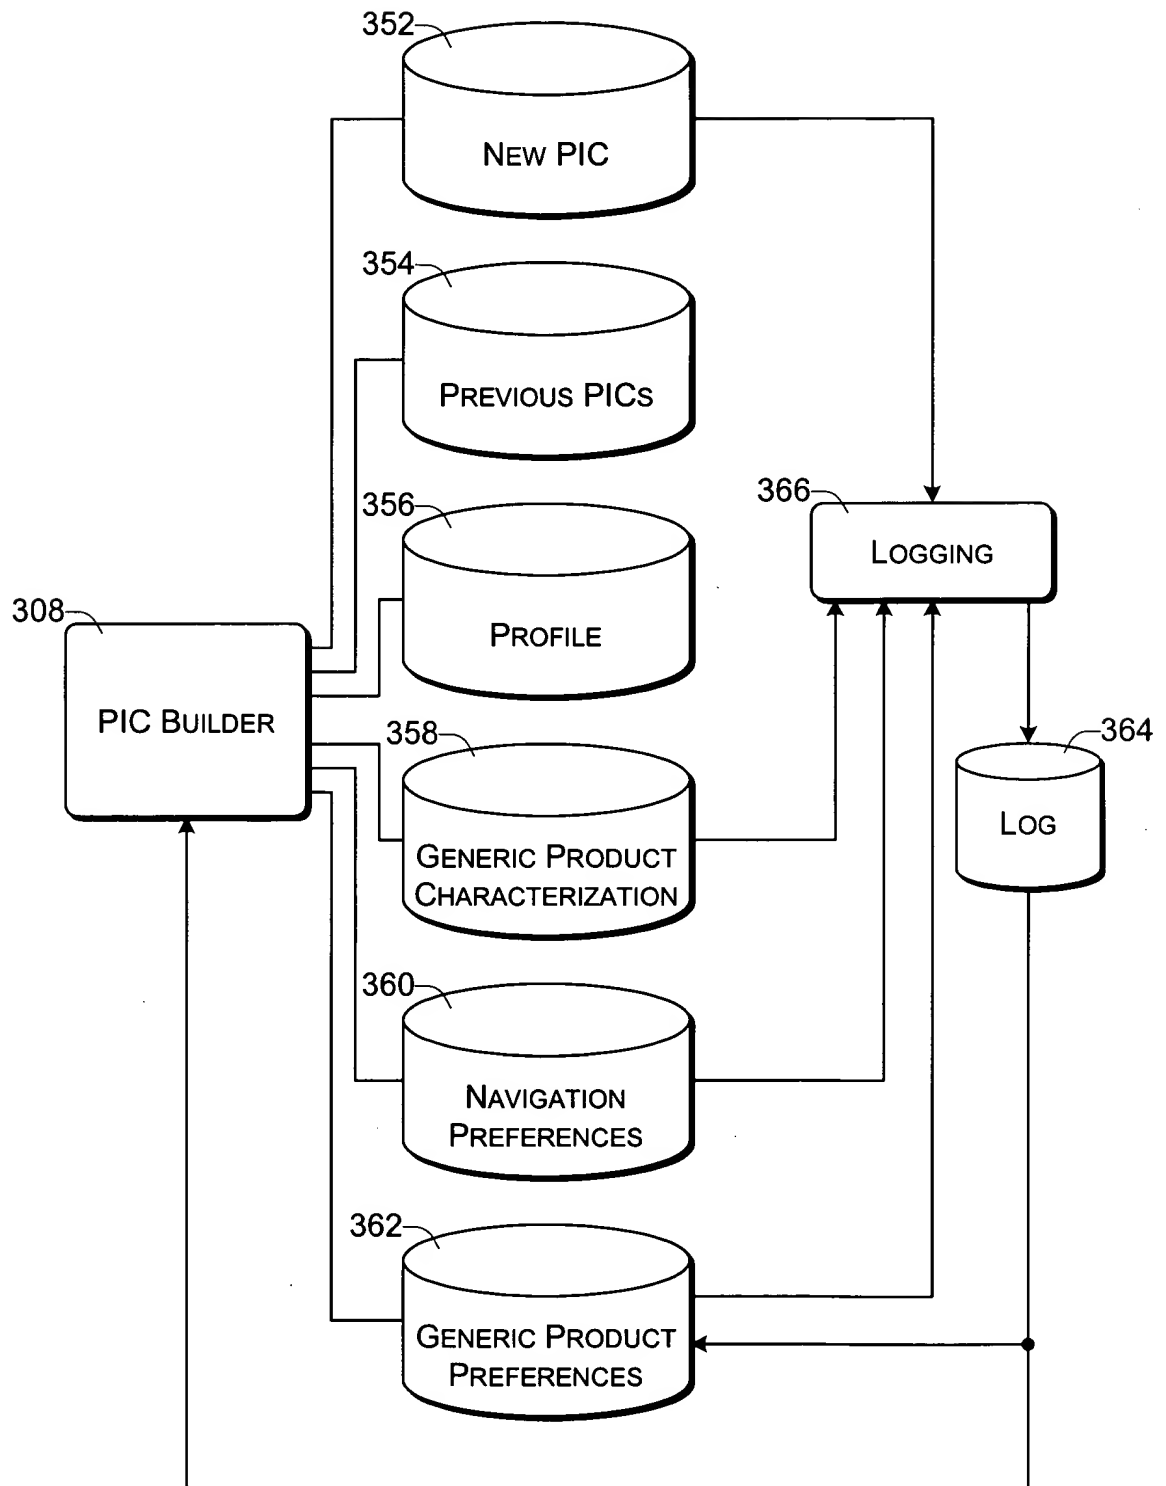 352
NEW PIC
354
PREVIOUS PICS
356
PROFILE
366
LOGGING
308
PIC BUILDER
358
GENERIC PRODUCT
CHARACTERIZATION
364
LOG
360
NAVIGATION
PREFERENCES
362
GENERIC PRODUCT
PREFERENCES